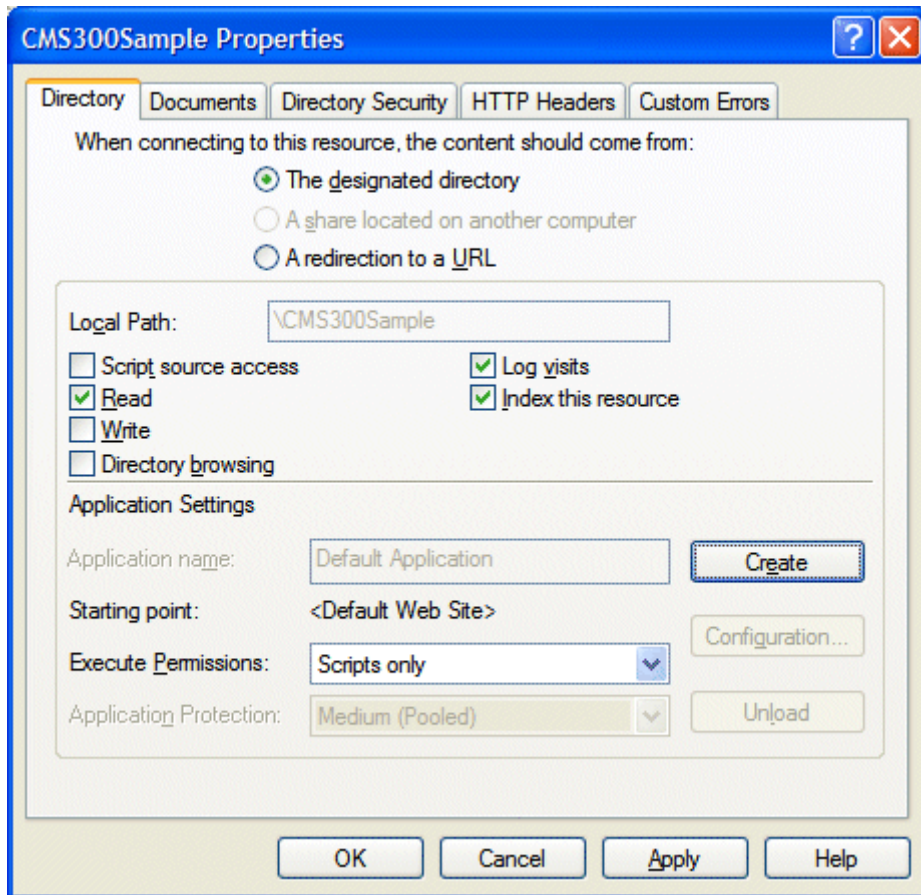 CMS300Sample Properties
Directory Documents Directory Security HTTP Headers Custom Errors
When connecting to this resource, the content should come from:
The designated directory
A share located on another computer
A redirection to a URL
Local Path: \CMS300Sample
Script source access Log visits
Read Index this resource
Write
Directory browsing
Application Settings
Application name: Default Application Create
Starting point: <Default Web Site>
Configuration...
Execute Permissions: Scripts only
Application Protection: Medium (Pooled) Unload
OK Cancel Apply Help